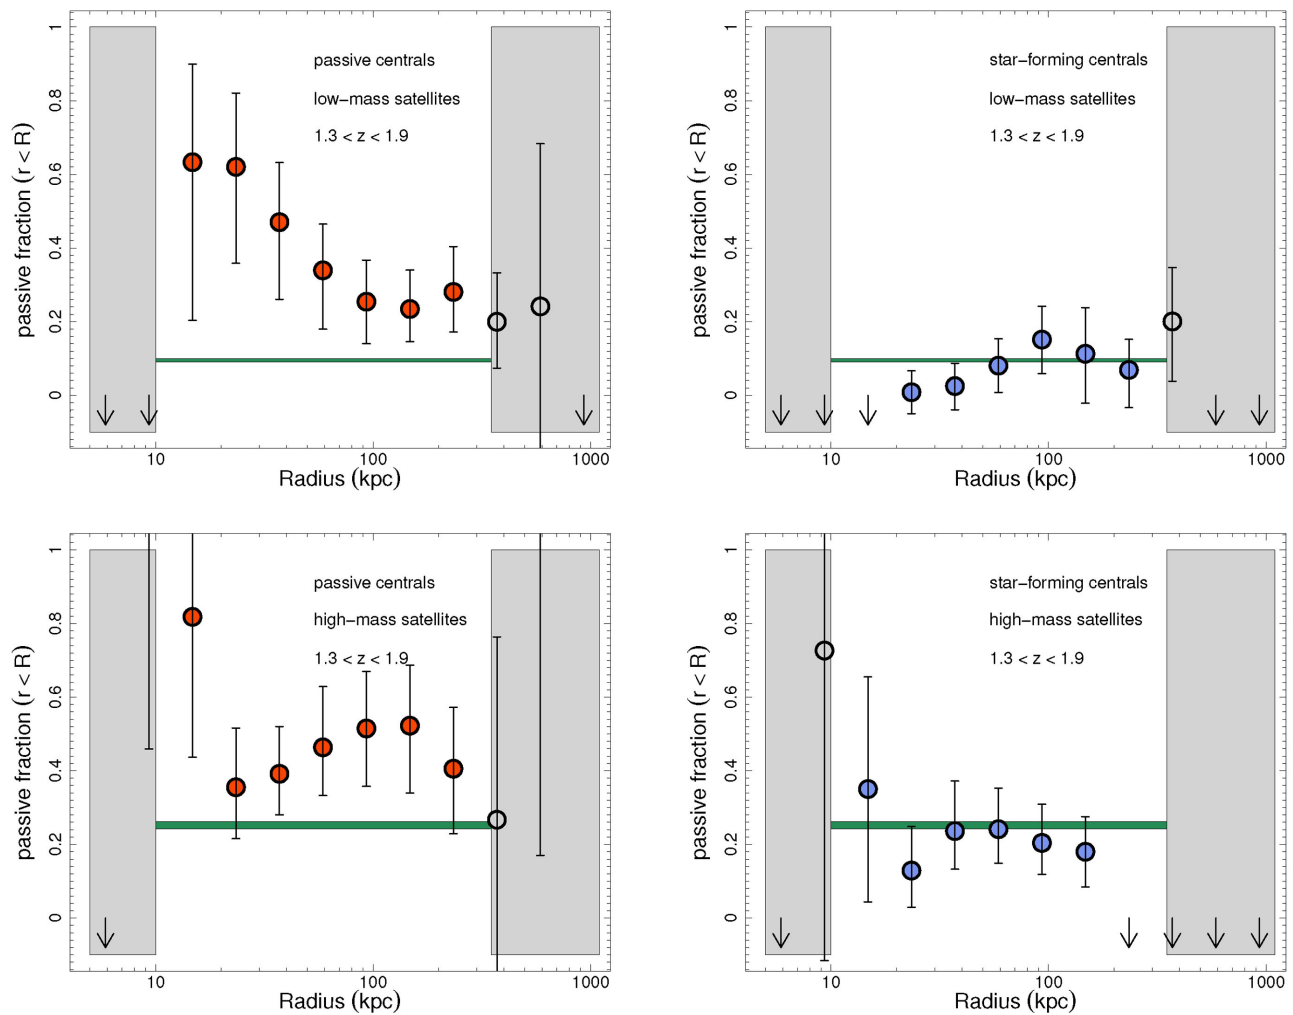 passive fraction (r < R)
1
0.8
0.6
0.4
0.2
0
passive centrals
low-mass satellites
1.3 < z < 1.9
10
100
1000
Radius (kpc)
passive fraction (r < R)
1
0.8
0.6
0.4
0.2
0
star-forming centrals
low-mass satellites
1.3 < z < 1.9
10
100
1000
Radius (kpc)
passive fraction (r < R)
1
0.8
0.6
0.4
0.2
0
passive centrals
high-mass satellites
1.3 < z < 1.9
10
100
1000
Radius (kpc)
passive fraction (r < R)
1
0.8
0.6
0.4
0.2
0
star-forming centrals
high-mass satellites
1.3 < z < 1.9
10
100
1000
Radius (kpc)